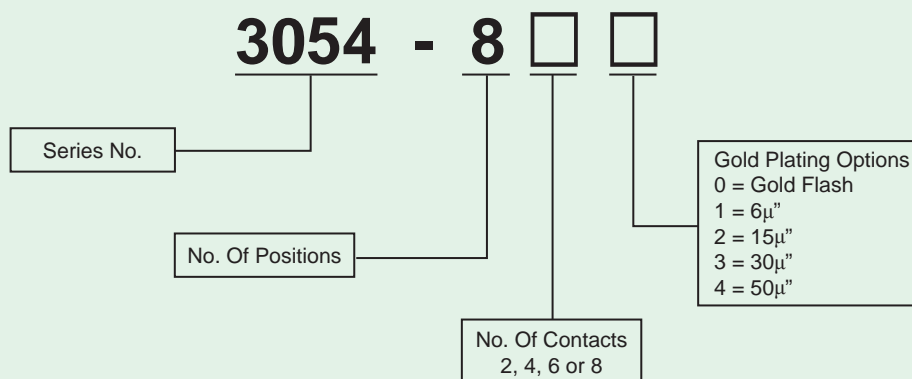 3054 - 8
Series No.
No. Of Positions
No. Of Contacts
2, 4, 6 or 8
Gold Plating Options
0 = Gold Flash
1 = 6µ”
2 = 15µ”
3 = 30µ”
4 = 50µ”